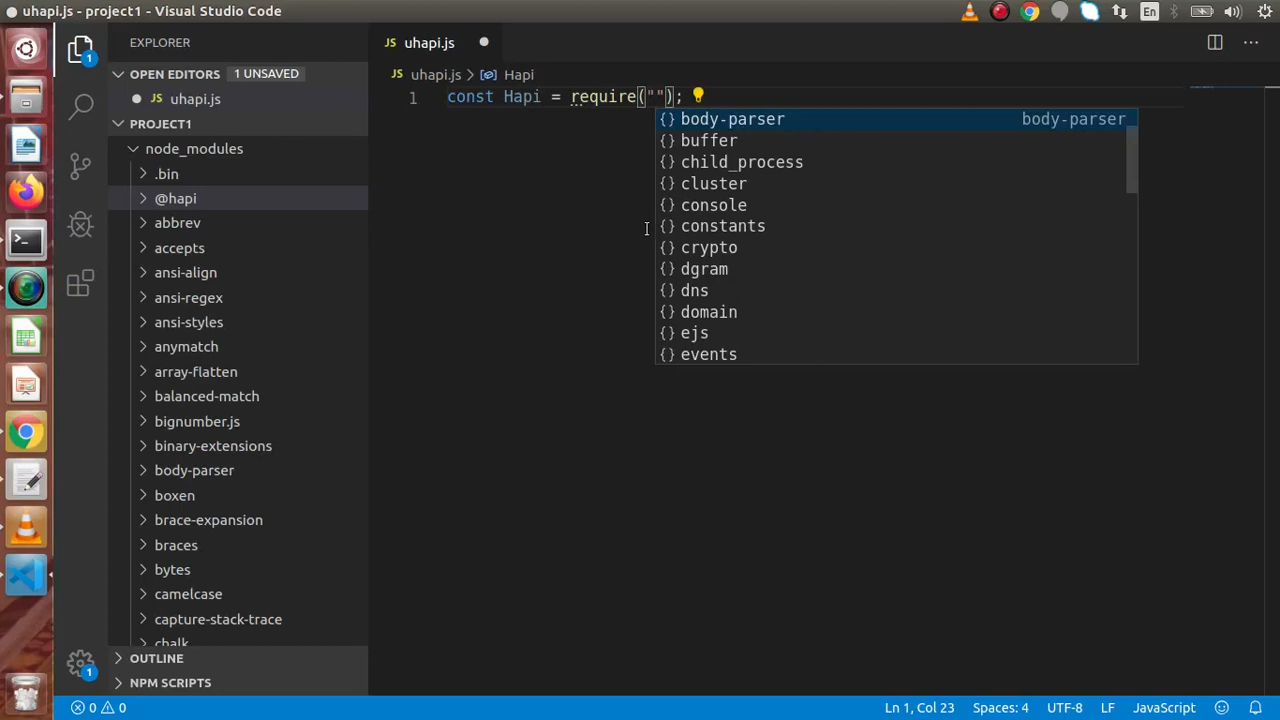 uhapi.js - project1 - Visual Studio Code
En
EXPLORER
OPEN EDITORS 1 UNSAVED
JS uhapi.js
PROJECT1
node_modules
.bin
@hapi
abbrev
accepts
ansi-align
ansi-regex
ansi-styles
anymatch
array-flatten
balanced-match
bignumber.js
binary-extensions
body-parser
boxen
brace-expansion
braces
bytes
camelcase
capture-stack-trace
chalk
OUTLINE
NPM SCRIPTS
1
1
JS uhapi.js
JS uhapi.js > Hapi
1 const Hapi = require("");
{} body-parser body-parser
{} buffer
{} child_process
{} cluster
{} console
{} constants
{} crypto
{} dgram
{} dns
{} domain
{} ejs
{} events
0 0 Ln 1, Col 23 Spaces: 4 UTF-8 LF JavaScript